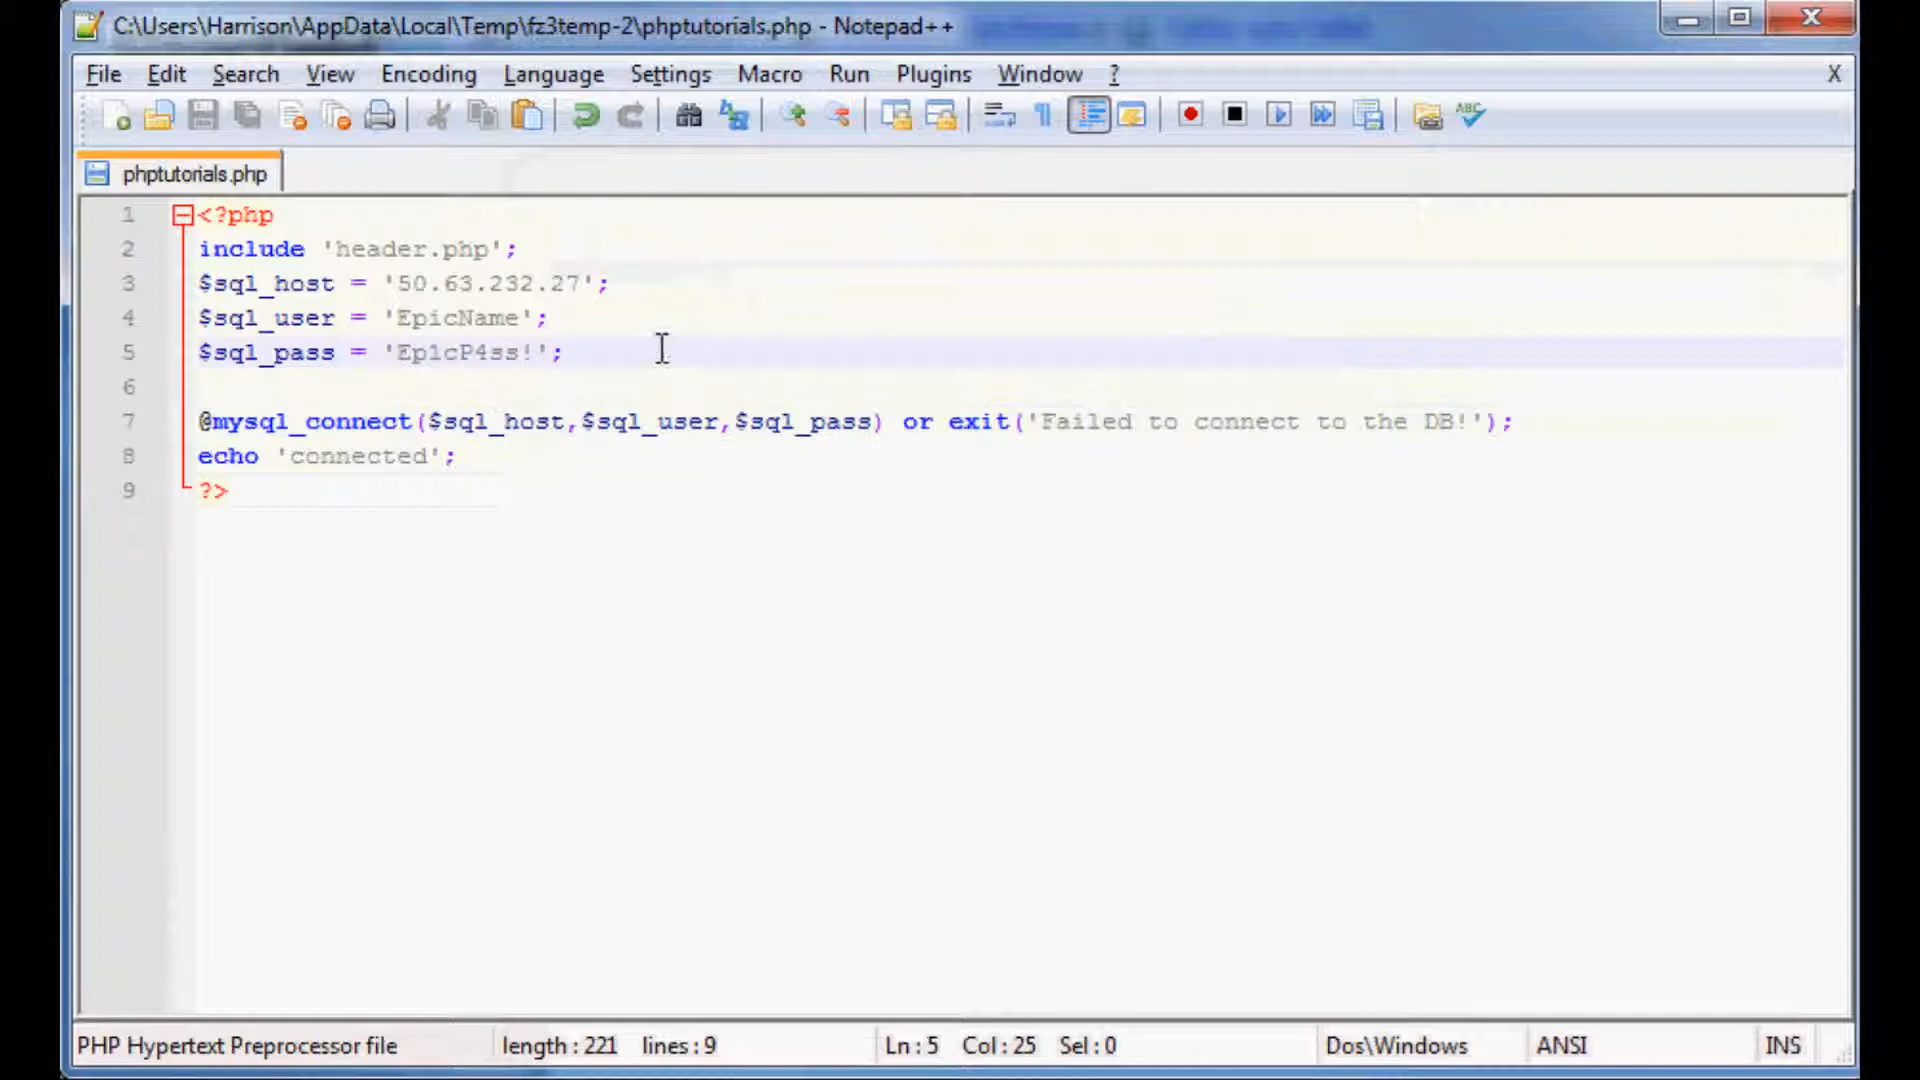 C:\Users\Harrison\AppData\Local\Temp\fz3temp-2\phptutorials.php - Notepad++
File Edit Search View Encoding Language Settings Macro Run Plugins Window ? X
ABC
phptutorials.php
1 <?php
2 include 'header.php';
3 $sql_host = '50.63.232.27';
4 $sql_user = 'EpicName';
5 $sql_pass = 'Ep1cP4ss!';
6
7 @mysql_connect($sql_host,$sql_user,$sql_pass) or exit('Failed to connect to the DB!');
8 echo 'connected';
9 ?>
PHP Hypertext Preprocessor file length : 221 lines : 9 Ln : 5 Col : 25 Sel : 0 Dos\Windows ANSI INS